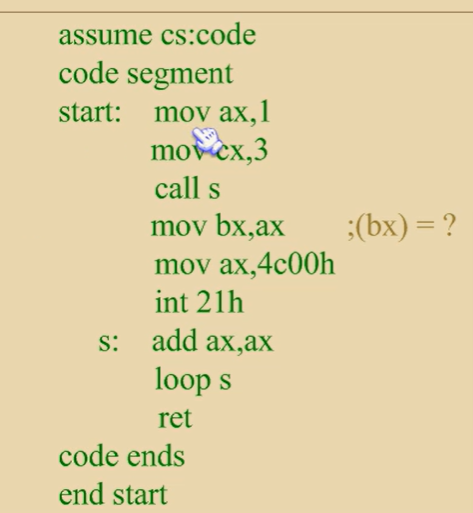 assume cs:code
code segment
start: mov ax,1
mov cx,3
call s
mov bx,ax ;(bx) = ?
mov ax,4c00h
int 21h
s: add ax,ax
loop s
ret
code ends
end start